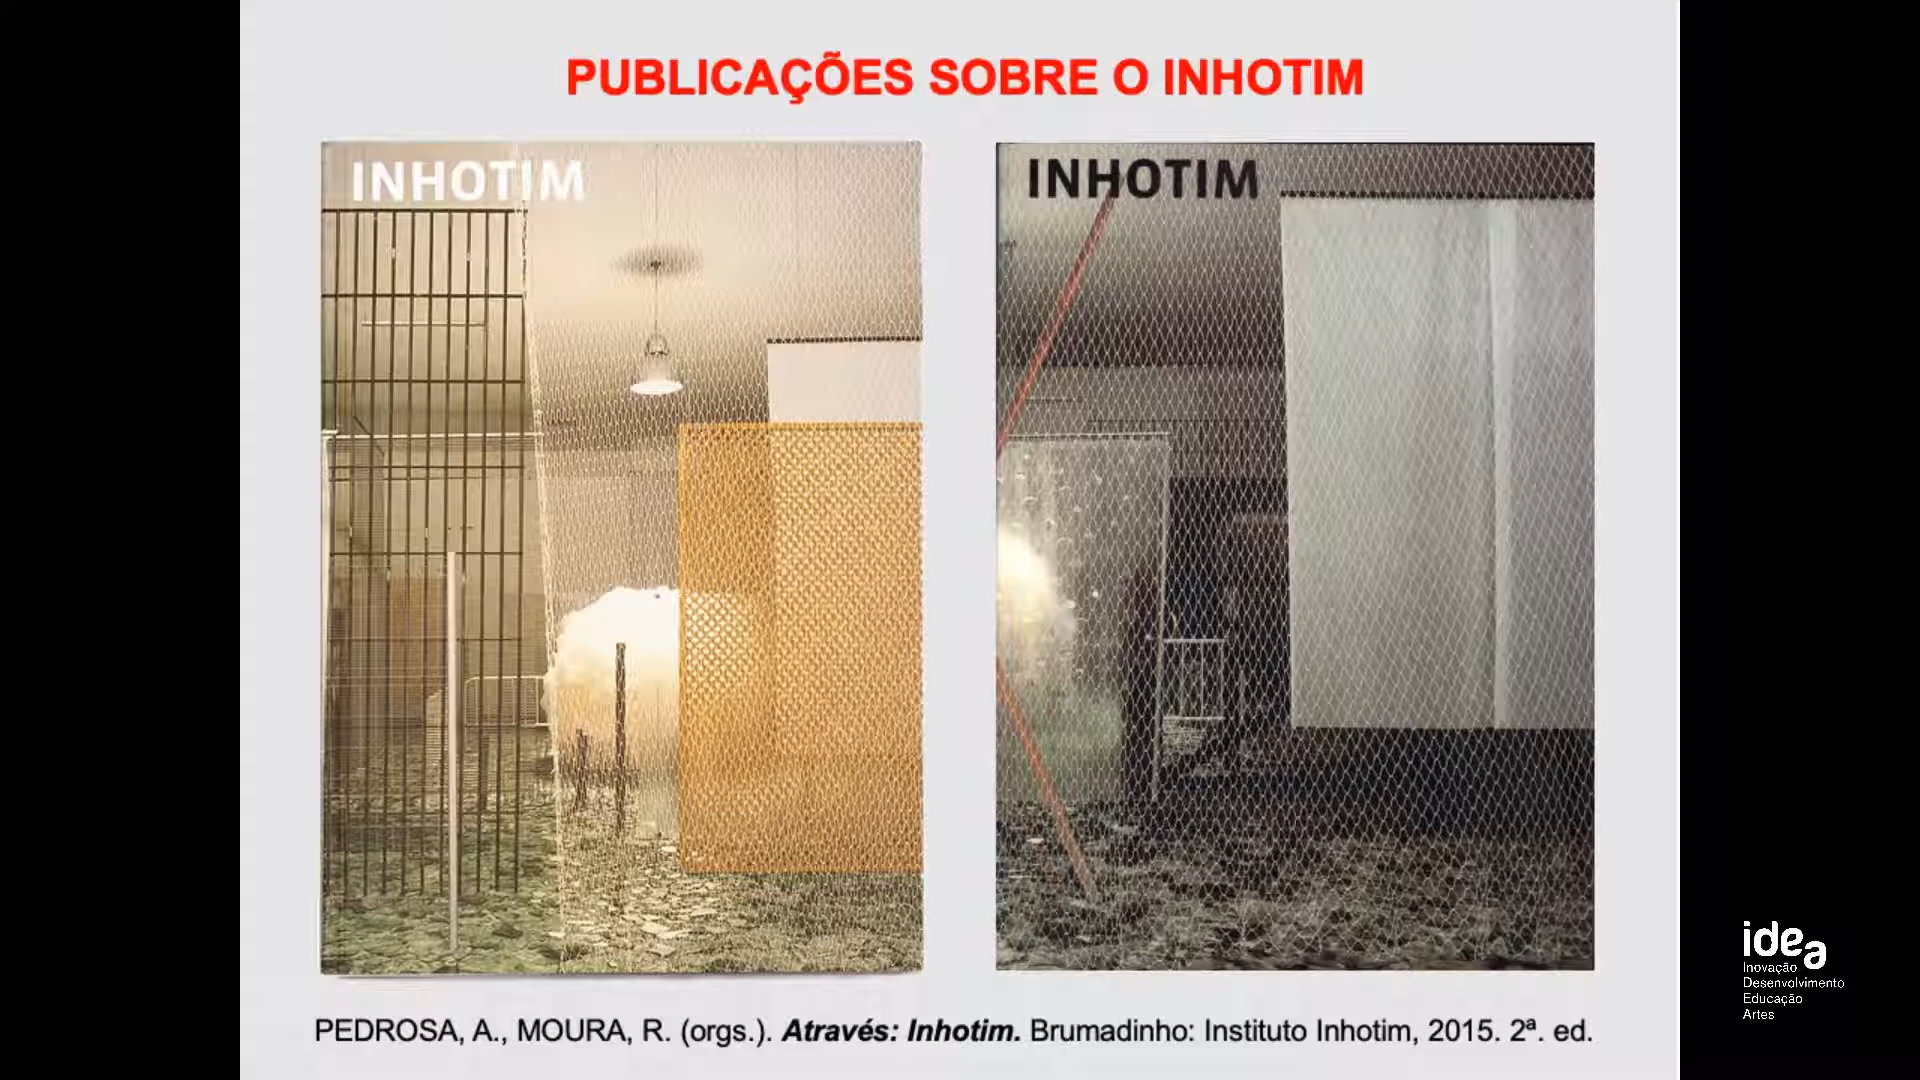 PUBLICAÇÕES SOBRE O INHOTIM
INHOTIM
INHOTIM
PEDROSA, A., MOURA, R. (orgs.). Através: Inhotim. Brumadinho: Instituto Inhotim, 2015. 2ª. ed.
idea
Inovação
Desenvolvimento
Educação
Artes